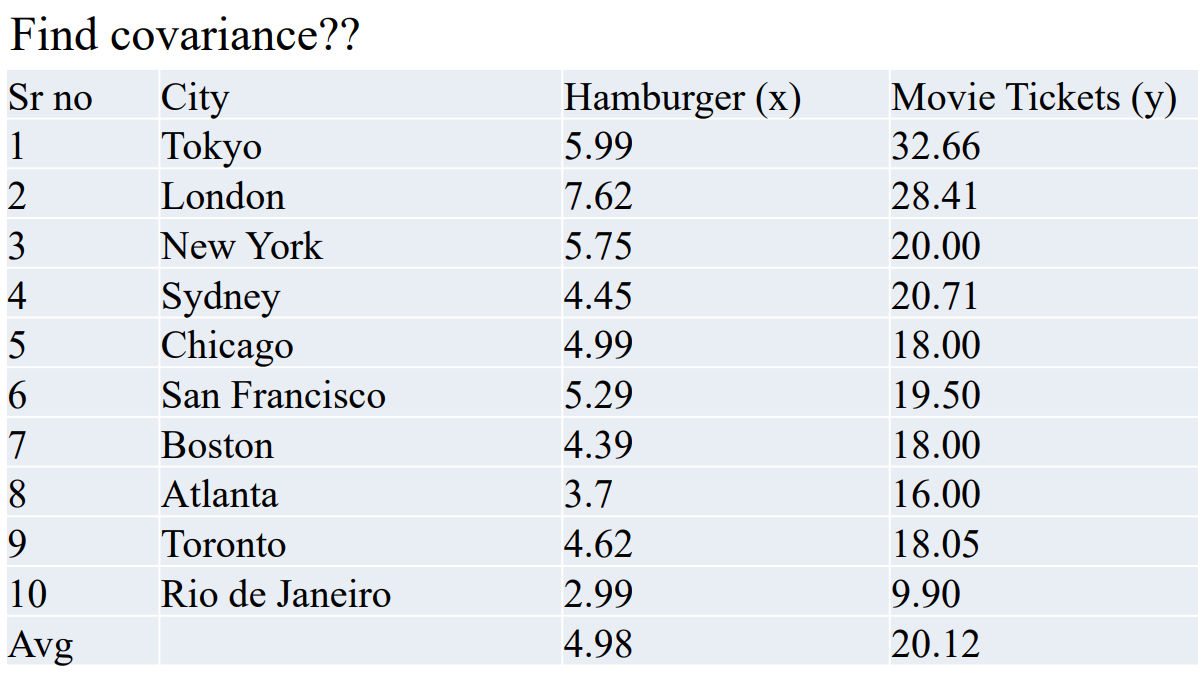 Find covariance??
Sr no City Hamburger (x) Movie Tickets (y)
1 Tokyo 5.99 32.66
2 London 7.62 28.41
3 New York 5.75 20.00
4 Sydney 4.45 20.71
5 Chicago 4.99 18.00
6 San Francisco 5.29 19.50
7 Boston 4.39 18.00
8 Atlanta 3.7 16.00
9 Toronto 4.62 18.05
10 Rio de Janeiro 2.99 9.90
Avg 4.98 20.12